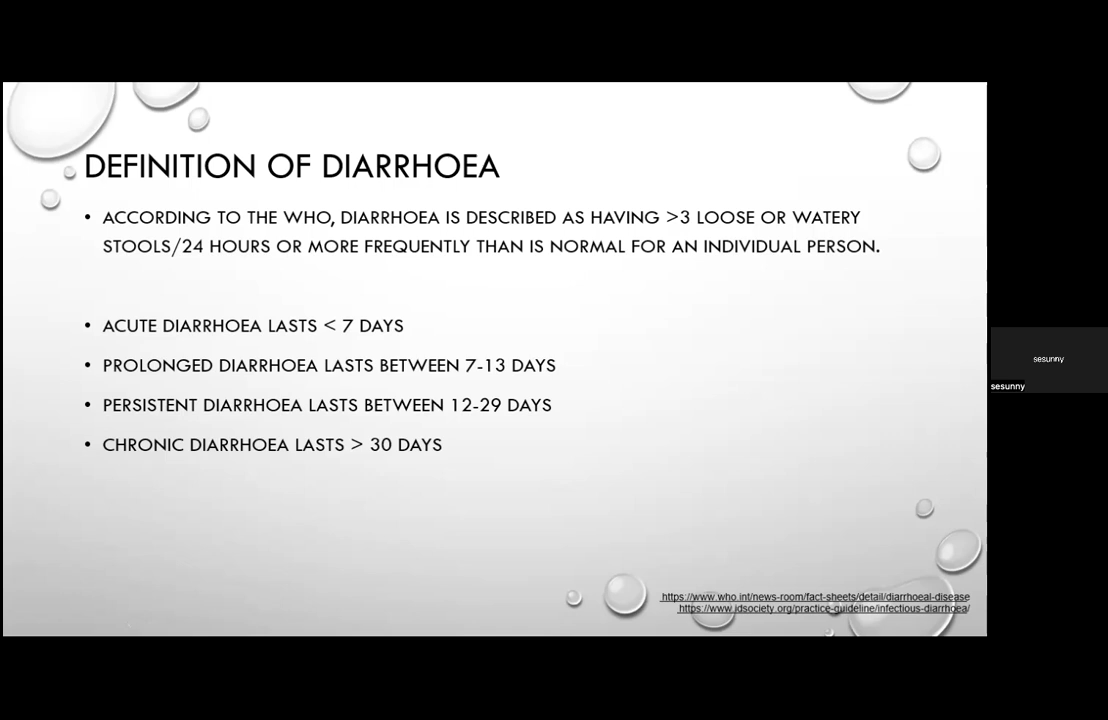 DEFINITION OF DIARRHOEA
• ACCORDING TO THE WHO, DIARRHOEA IS DESCRIBED AS HAVING >3 LOOSE OR WATERY
STOOLS/24 HOURS OR MORE FREQUENTLY THAN IS NORMAL FOR AN INDIVIDUAL PERSON.
• ACUTE DIARRHOEA LASTS < 7 DAYS
• PROLONGED DIARRHOEA LASTS BETWEEN 7-13 DAYS
• PERSISTENT DIARRHOEA LASTS BETWEEN 12-29 DAYS
• CHRONIC DIARRHOEA LASTS > 30 DAYS
https://www.who.int/news-room/fact-sheets/detail/diarrhoeal-disease
https://www.idsociety.org/practice-guideline/infectious-diarrhoea/
sesunny
sesunny